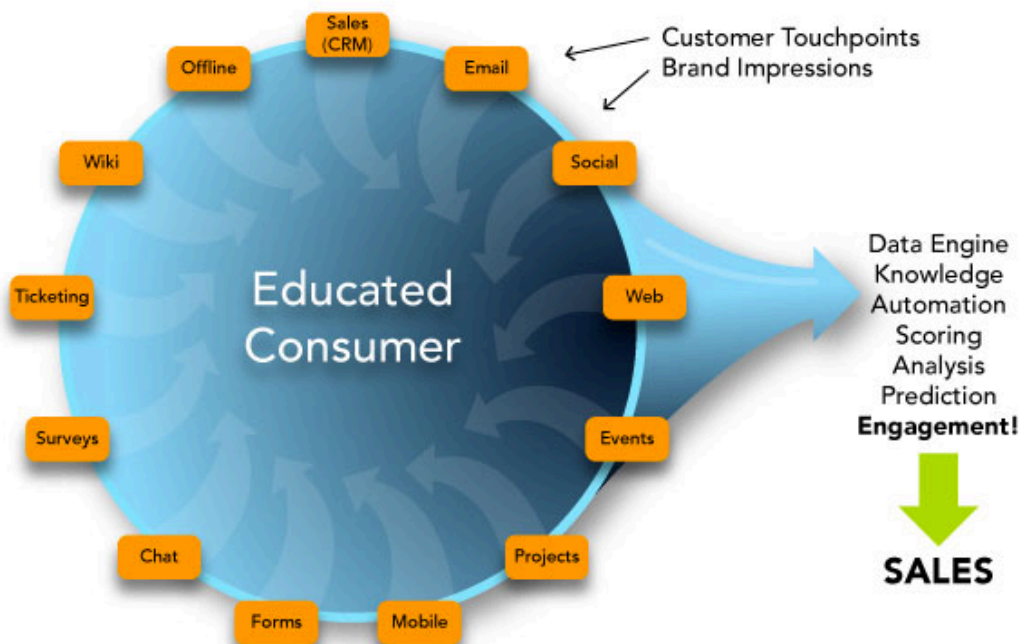 Sales
(CRM)
Offline
Email
Customer Touchpoints
Brand Impressions
Wiki
Social
Educated
Consumer
Ticketing
Web
Data Engine
Knowledge
Automation
Scoring
Analysis
Prediction
Engagement!
Surveys
Events
Chat
Projects
SALES
Forms
Mobile